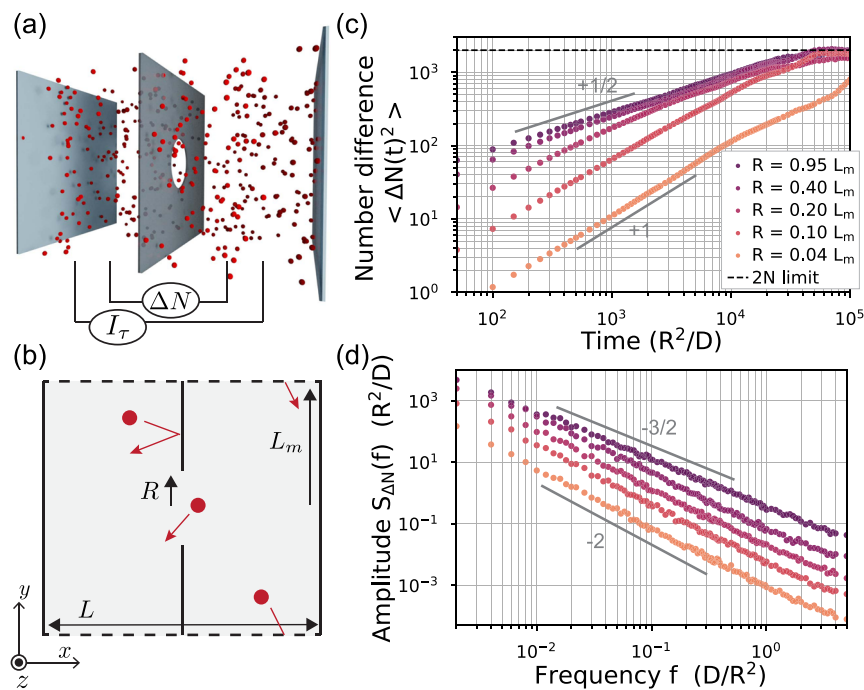 (a)
ΔN
I_τ
(b)
L_m
R
L
y
x
z
(c)
Number difference
< ΔN(t)² >
10³
10²
10¹
10⁰
+1/2
+1
R = 0.95 L_m
R = 0.40 L_m
R = 0.20 L_m
R = 0.10 L_m
R = 0.04 L_m
2N limit
10² 10³ 10⁴ 10⁵
Time (R²/D)
(d)
Amplitude S_ΔN(f) (R²/D)
10³
10¹
10⁻¹
10⁻³
-3/2
-2
10⁻² 10⁻¹ 10⁰
Frequency f (D/R²)